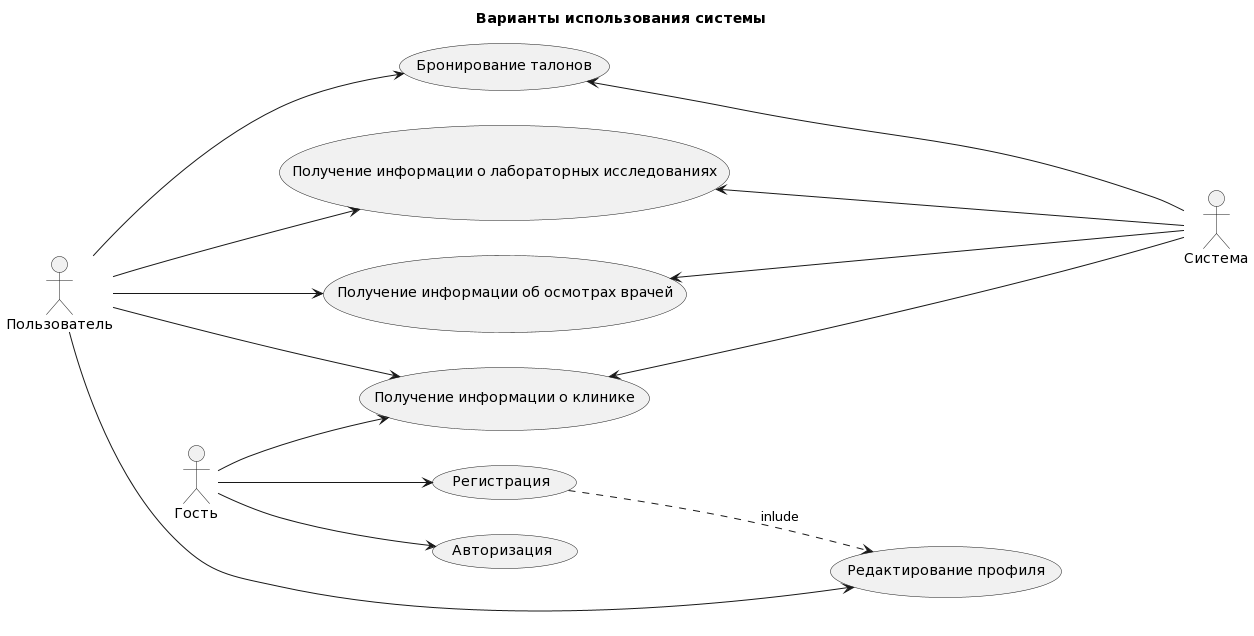 Варианты использования системы
Бронирование талонов
Получение информации о лабораторных исследованиях
Система
Получение информации об осмотрах врачей
Пользователь
Получение информации о клинике
Регистрация
Гость
inlude
Авторизация
Редактирование профиля